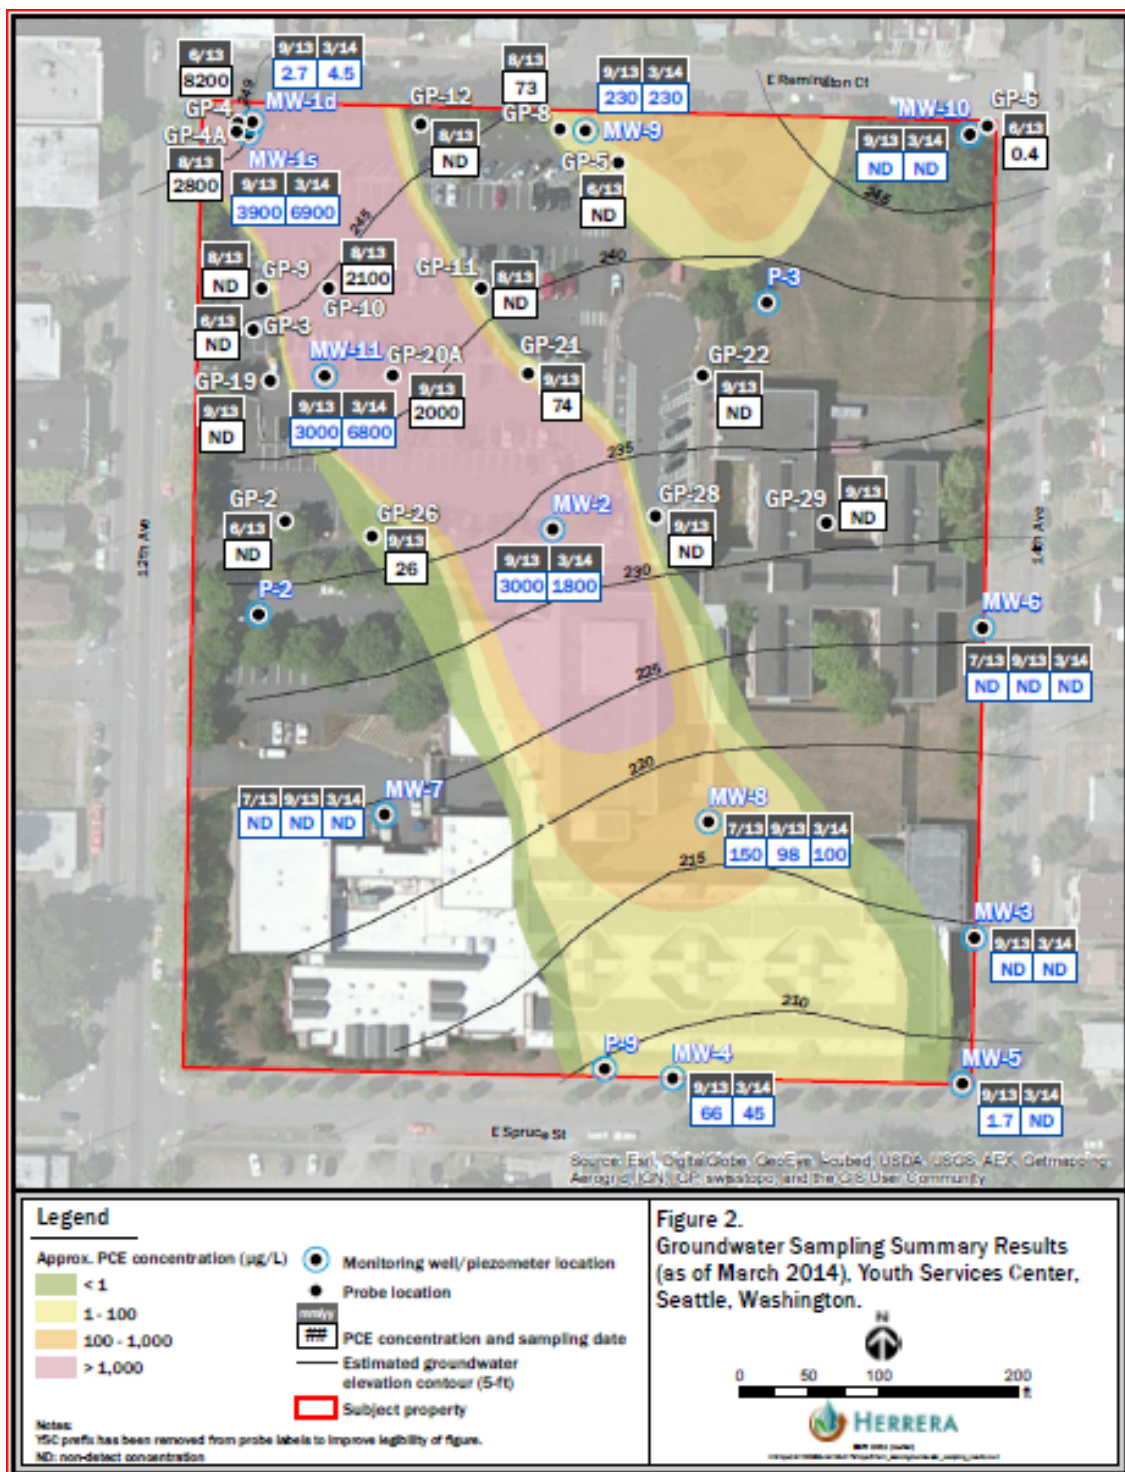 6/13
8200
9/13 3/14
2.7 4.5
8/13
73
9/13 3/14
230 230
E Remington Ct
249
GP-4
MW-1d
GP-12
GP-8
MW-9
MW-10
GP-6
GP-4A
MW-1s
8/13
ND
GP-5
9/13 3/14
ND ND
6/13
0.4
8/13
2800
9/13 3/14
3900 6900
6/13
ND
245
245
8/13
ND
GP-9
8/13
2100
GP-11
8/13
ND
240
P-3
GP-10
6/13
ND
GP-3
MW-11
GP-20A
GP-21
GP-22
GP-19
9/13
ND
9/13 3/14
3000 6800
9/13
2000
9/13
74
9/13
ND
235
GP-2
6/13
ND
GP-26
9/13
26
MW-2
9/13 3/14
3000 1800
GP-28
9/13
ND
GP-29
9/13
ND
12th Ave
14th Ave
230
P-2
MW-6
7/13 9/13 3/14
ND ND ND
225
220
MW-7
7/13 9/13 3/14
ND ND ND
MW-8
7/13 9/13 3/14
150 98 100
215
MW-3
9/13 3/14
ND ND
210
P-9
MW-4
9/13 3/14
66 45
MW-5
9/13 3/14
1.7 ND
E Spruce St
Source: Esri, DigitalGlobe, GeoEye, i-cubed, USDA, USGS, AEX, Getmapping,
Aerogrid, IGN, IGP, swisstopo, and the GIS User Community
Legend
Approx. PCE concentration (µg/L)
< 1
1 - 100
100 - 1,000
> 1,000
Monitoring well/piezometer location
Probe location
mm/yy
##
PCE concentration and sampling date
Estimated groundwater
elevation contour (5-ft)
Subject property
Notes:
YSC prefix has been removed from probe labels to improve legibility of figure.
ND: non-detect concentration
Figure 2.
Groundwater Sampling Summary Results
(as of March 2014), Youth Services Center,
Seattle, Washington.
N
0 50 100 200
ft
HERRERA